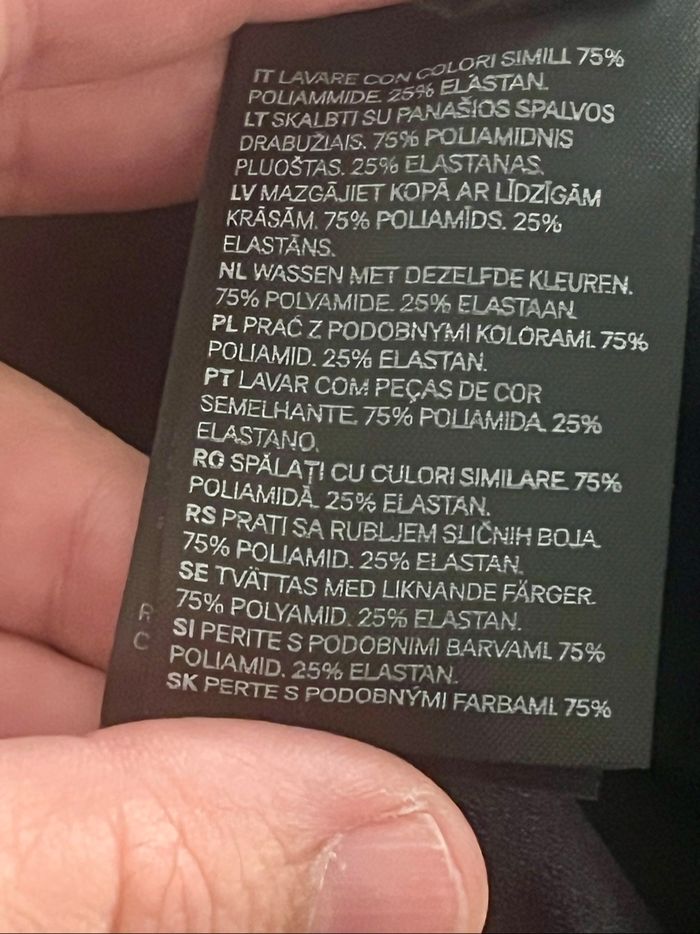 IT LAVARE CON COLORI SIMILI. 75%
POLIAMMIDE. 25% ELASTAN.
LT SKALBTI SU PANAŠIOS SPALVOS
DRABUŽIAIS. 75% POLIAMIDNIS
PLUOŠTAS. 25% ELASTANAS.
LV MAZGĀJIET KOPĀ AR LĪDZĪGĀM
KRĀSĀM. 75% POLIAMĪDS. 25%
ELASTĀNS.
NL WASSEN MET DEZELFDE KLEUREN.
75% POLYAMIDE. 25% ELASTAAN.
PL PRAĆ Z PODOBNYMI KOLORAMI. 75%
POLIAMID. 25% ELASTAN.
PT LAVAR COM PEÇAS DE COR
SEMELHANTE. 75% POLIAMIDA. 25%
ELASTANO.
RO SPĂLAȚI CU CULORI SIMILARE. 75%
POLIAMIDĂ. 25% ELASTAN.
RS PRATI SA RUBLJEM SLIČNIH BOJA.
75% POLIAMID. 25% ELASTAN.
SE TVÄTTAS MED LIKNANDE FÄRGER.
75% POLYAMID. 25% ELASTAN.
SI PERITE S PODOBNIMI BARVAMI. 75%
POLIAMID. 25% ELASTAN.
SK PERTE S PODOBNÝMI FARBAMI. 75%
R
C